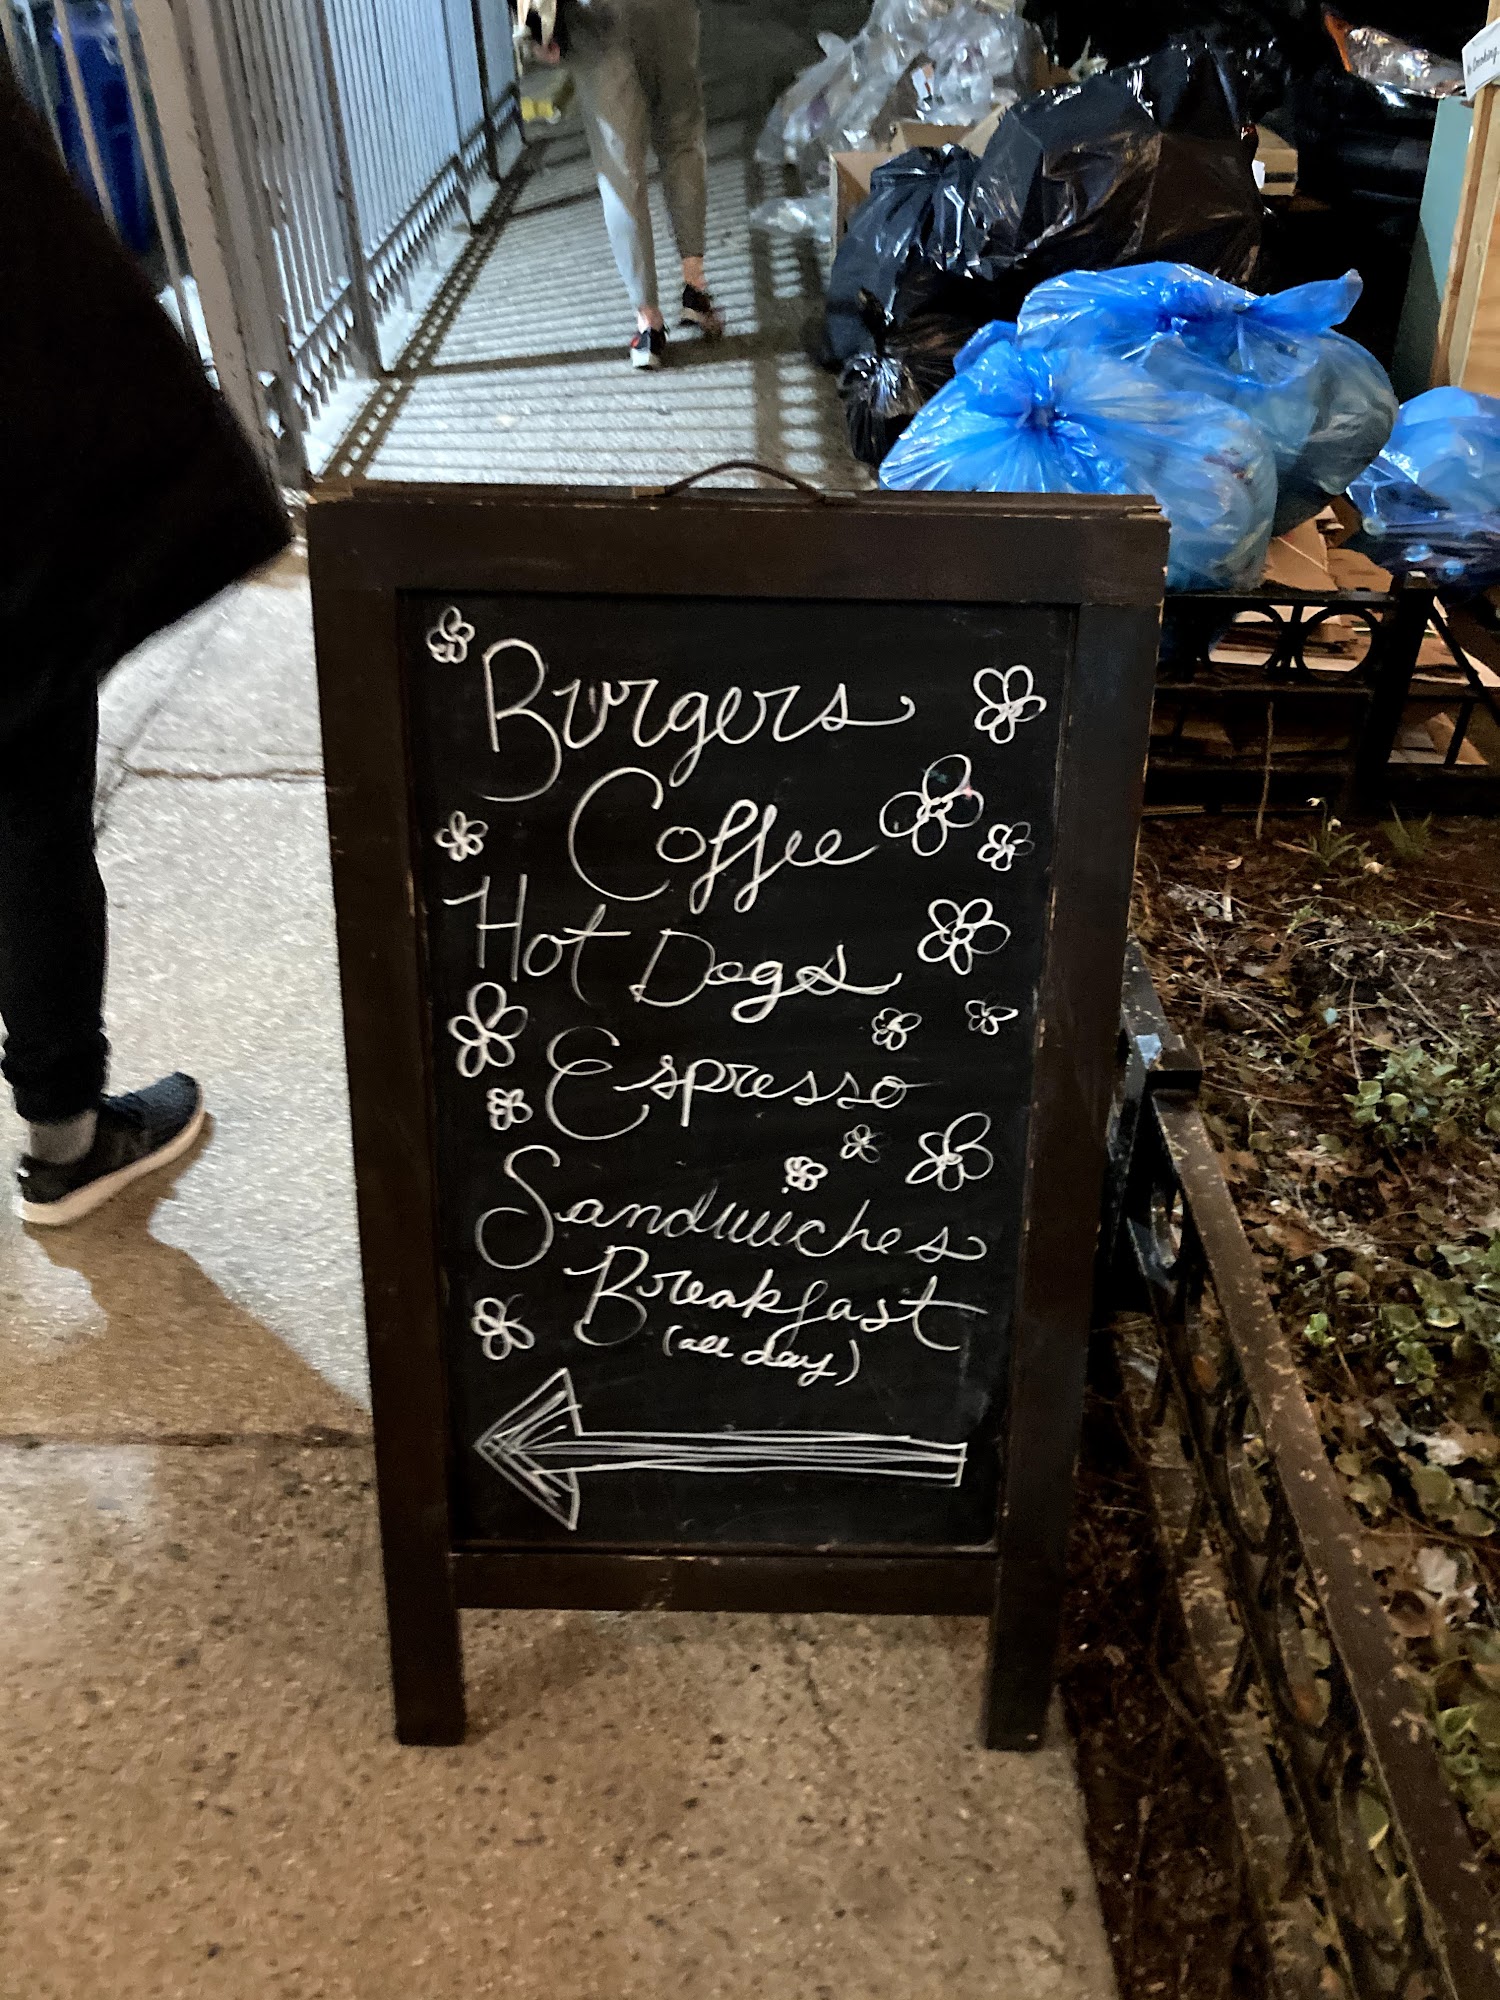 Burgers
Coffee
Hot Dogs
Espresso
Sandwiches
Breakfast
(all day)